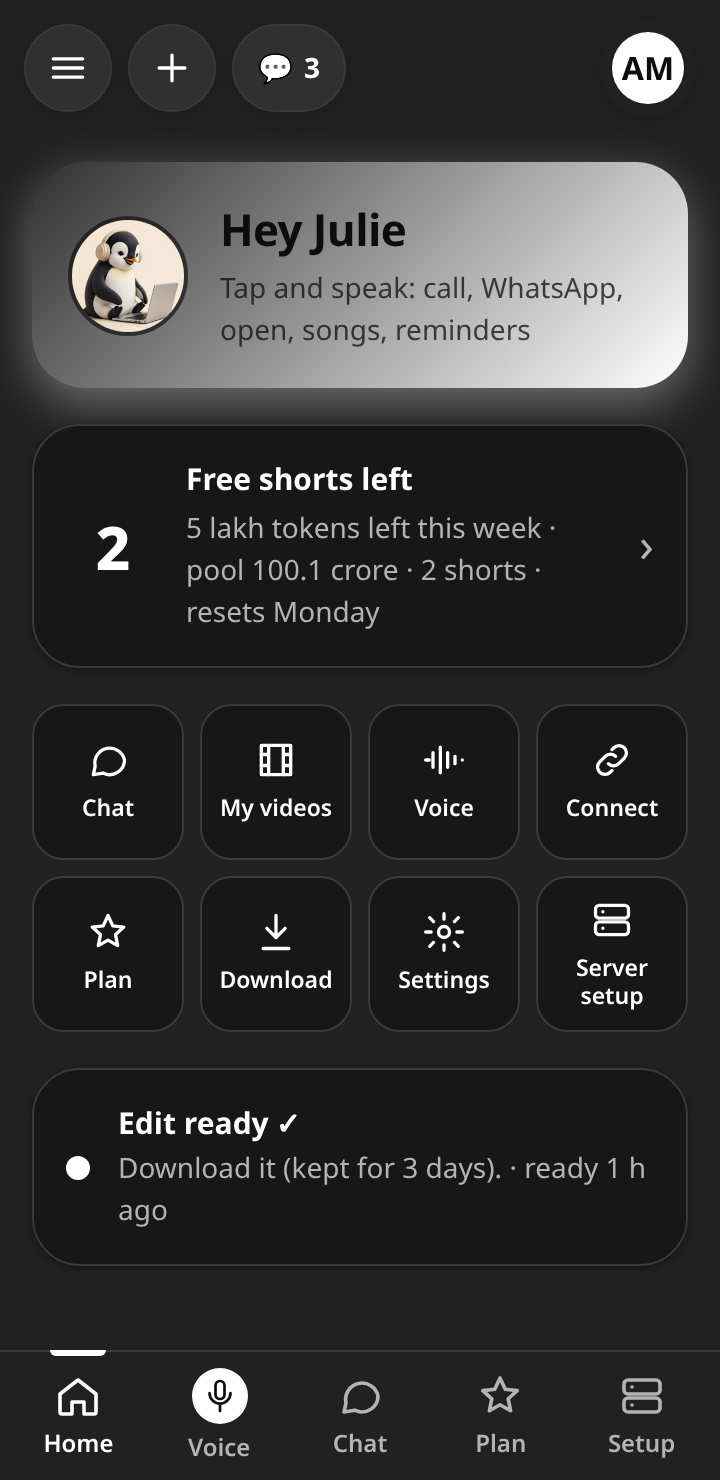 💬 3
AM
Hey Julie
Tap and speak: call, WhatsApp,
open, songs, reminders
2
Free shorts left
5 lakh tokens left this week ·
pool 100.1 crore · 2 shorts ·
resets Monday
›
Chat
My videos
Voice
Connect
Plan
Download
Settings
Server
setup
Edit ready ✓
Download it (kept for 3 days). · ready 1 h
ago
Home
Voice
Chat
Plan
Setup